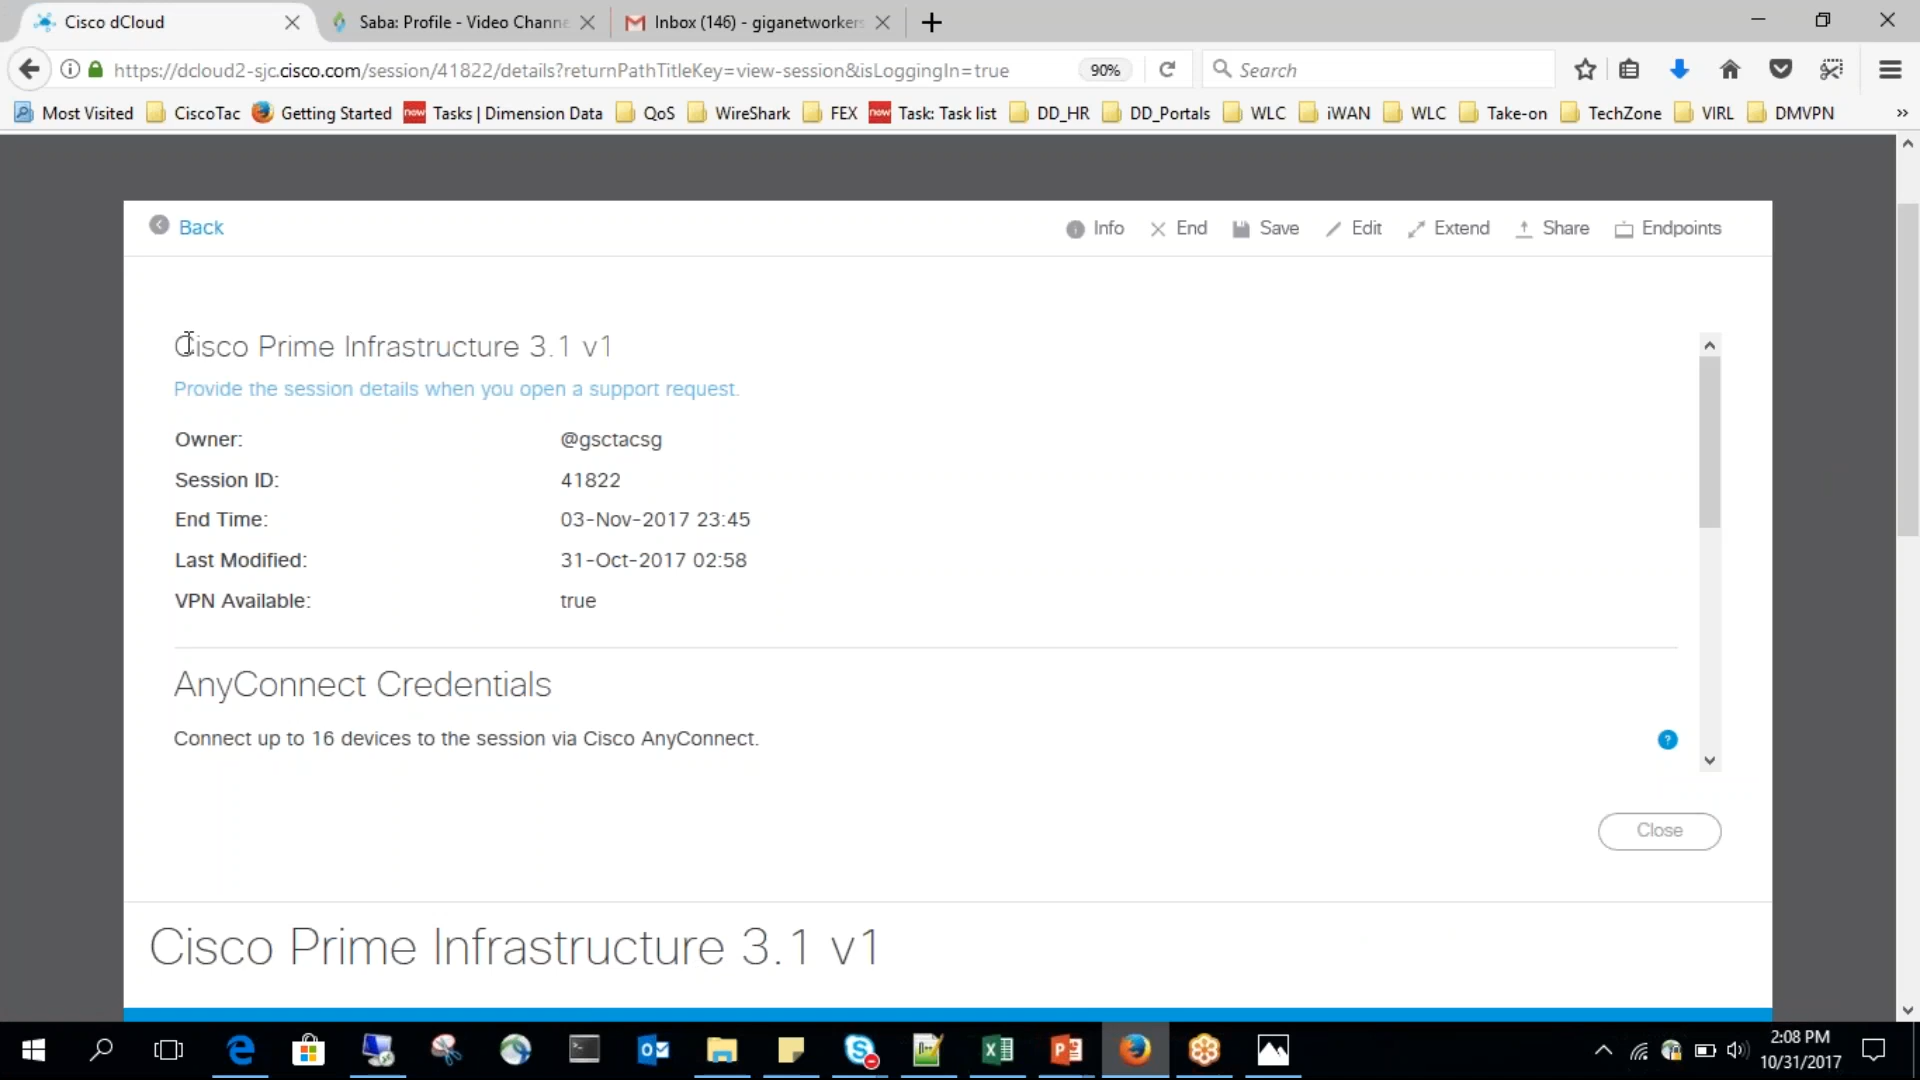 Cisco dCloud
Saba: Profile - Video Channe
Inbox (146) - giganetworkers
https://dcloud2-sjc.cisco.com/session/41822/details?returnPathTitleKey=view-session&isLoggingIn=true
90%
Search
Most Visited
CiscoTac
Getting Started
now
Tasks | Dimension Data
QoS
WireShark
FEX
now
Task: Task list
DD_HR
DD_Portals
WLC
iWAN
WLC
Take-on
TechZone
VIRL
DMVPN
Back
Info
End
Save
Edit
Extend
Share
Endpoints
Cisco Prime Infrastructure 3.1 v1
Provide the session details when you open a support request.
Owner: @gsctacsg
Session ID: 41822
End Time: 03-Nov-2017 23:45
Last Modified: 31-Oct-2017 02:58
VPN Available: true
AnyConnect Credentials
Connect up to 16 devices to the session via Cisco AnyConnect.
?
Close
Cisco Prime Infrastructure 3.1 v1
2:08 PM
10/31/2017